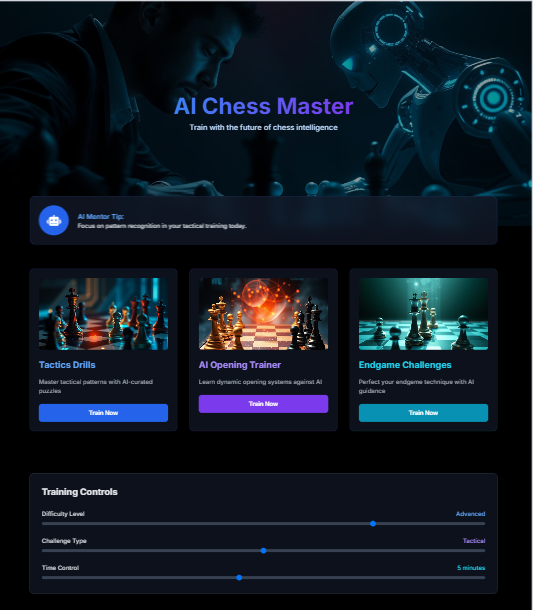 AI Chess Master
Train with the future of chess intelligence
AI Mentor Tip:
Focus on pattern recognition in your tactical training today.
Tactics Drills
Master tactical patterns with AI-curated
puzzles
Train Now
AI Opening Trainer
Learn dynamic opening systems against AI
Train Now
Endgame Challenges
Perfect your endgame technique with AI
guidance
Train Now
Training Controls
Difficulty Level
Advanced
Challenge Type
Tactical
Time Control
5 minutes